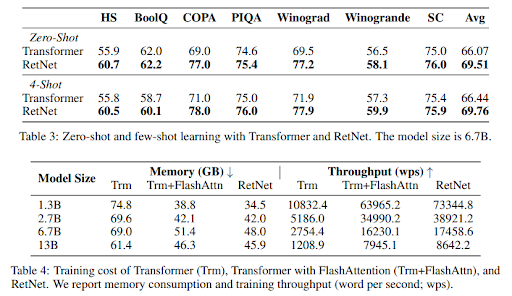 HS BoolQ COPA PIQA Winograd Winogrande SC Avg
Zero-Shot
Transformer 55.9 62.0 69.0 74.6 69.5 56.5 75.0 66.07
RetNet 60.7 62.2 77.0 75.4 77.2 58.1 76.0 69.51
4-Shot
Transformer 55.8 58.7 71.0 75.0 71.9 57.3 75.4 66.44
RetNet 60.5 60.1 78.0 76.0 77.9 59.9 75.9 69.76
Table 3: Zero-shot and few-shot learning with Transformer and RetNet. The model size is 6.7B.
Model Size Memory (GB) ↓ | Throughput (wps) ↑
Trm Trm+FlashAttn RetNet Trm Trm+FlashAttn RetNet
1.3B 74.8 38.8 34.5 10832.4 63965.2 73344.8
2.7B 69.6 42.1 42.0 5186.0 34990.2 38921.2
6.7B 69.0 51.4 48.0 2754.4 16230.1 17458.6
13B 61.4 46.3 45.9 1208.9 7945.1 8642.2
Table 4: Training cost of Transformer (Trm), Transformer with FlashAttention (Trm+FlashAttn), and
RetNet. We report memory consumption and training throughput (word per second; wps).